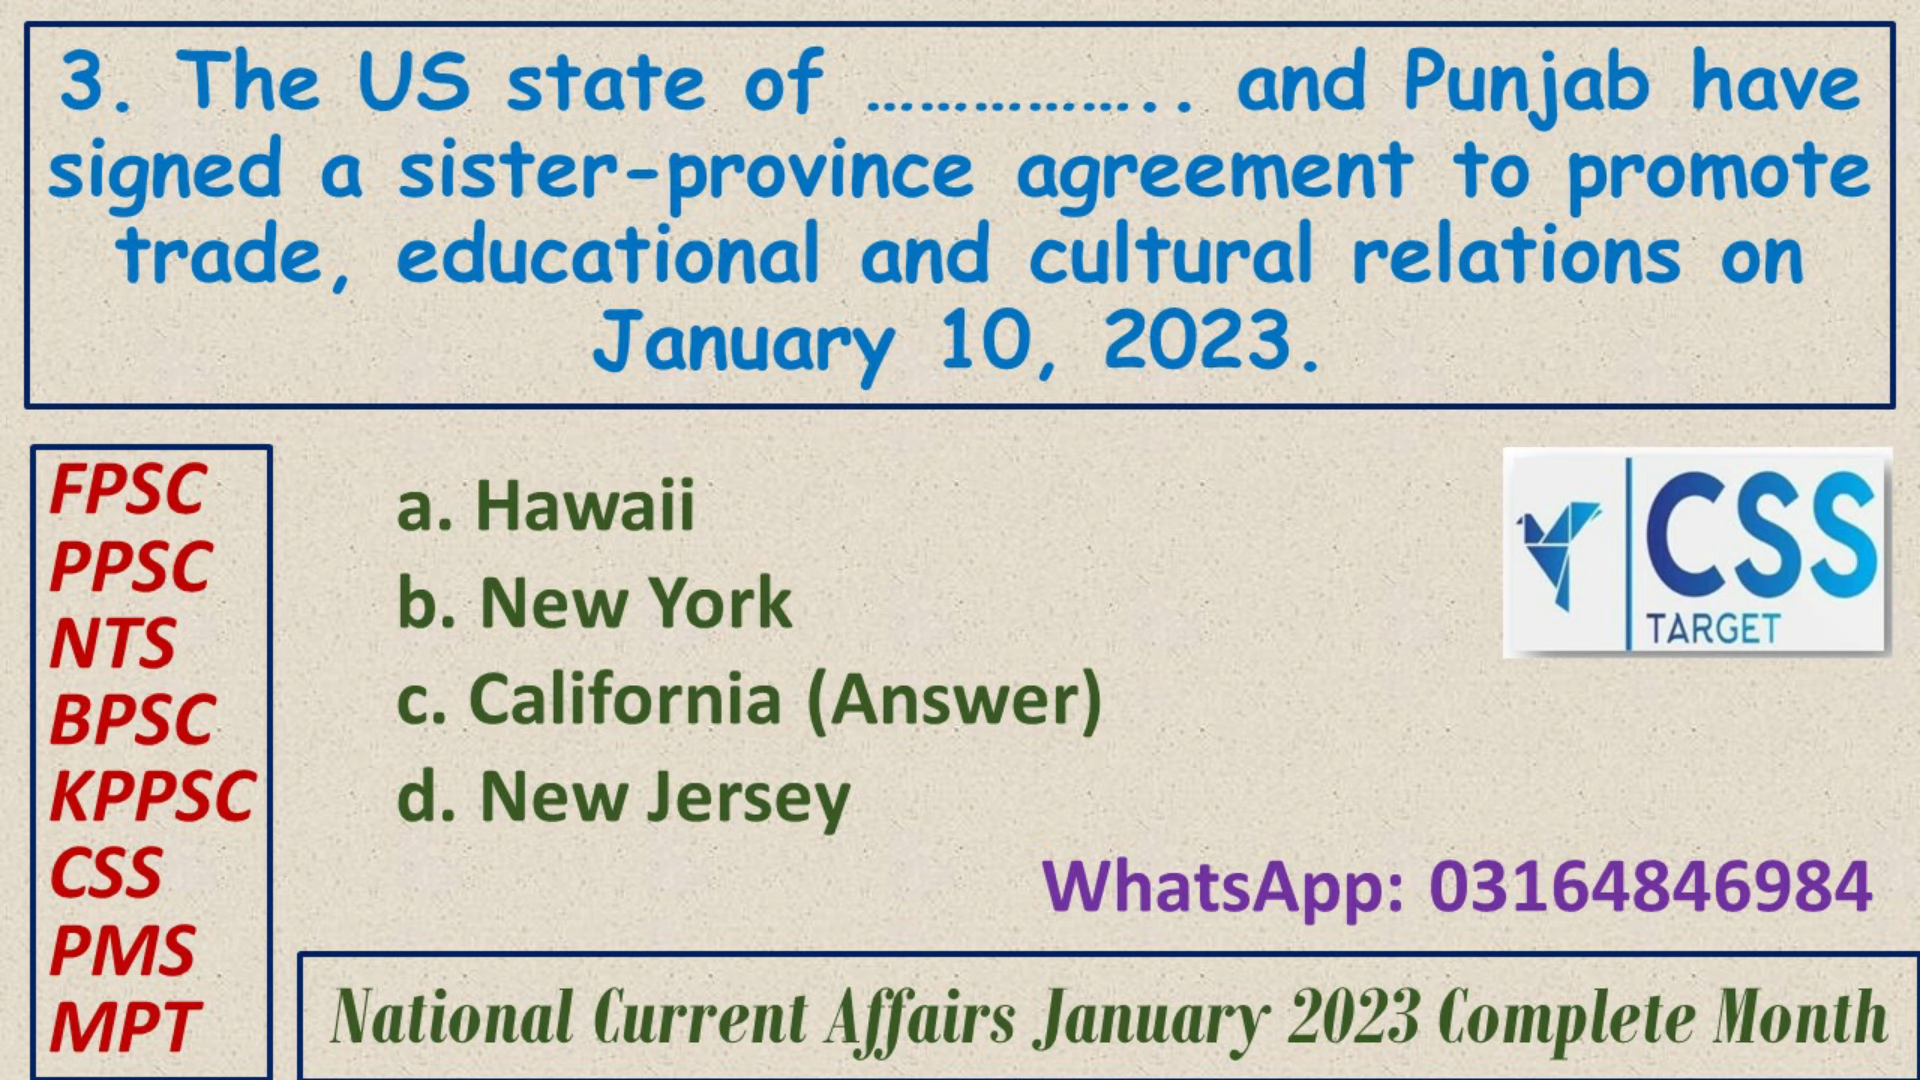 3. The US state of …………….. and Punjab have
signed a sister-province agreement to promote
trade, educational and cultural relations on
January 10, 2023.
FPSC
PPSC
NTS
BPSC
KPPSC
CSS
PMS
MPT
a. Hawaii
b. New York
c. California (Answer)
d. New Jersey
CSS
TARGET
WhatsApp: 03164846984
National Current Affairs January 2023 Complete Month